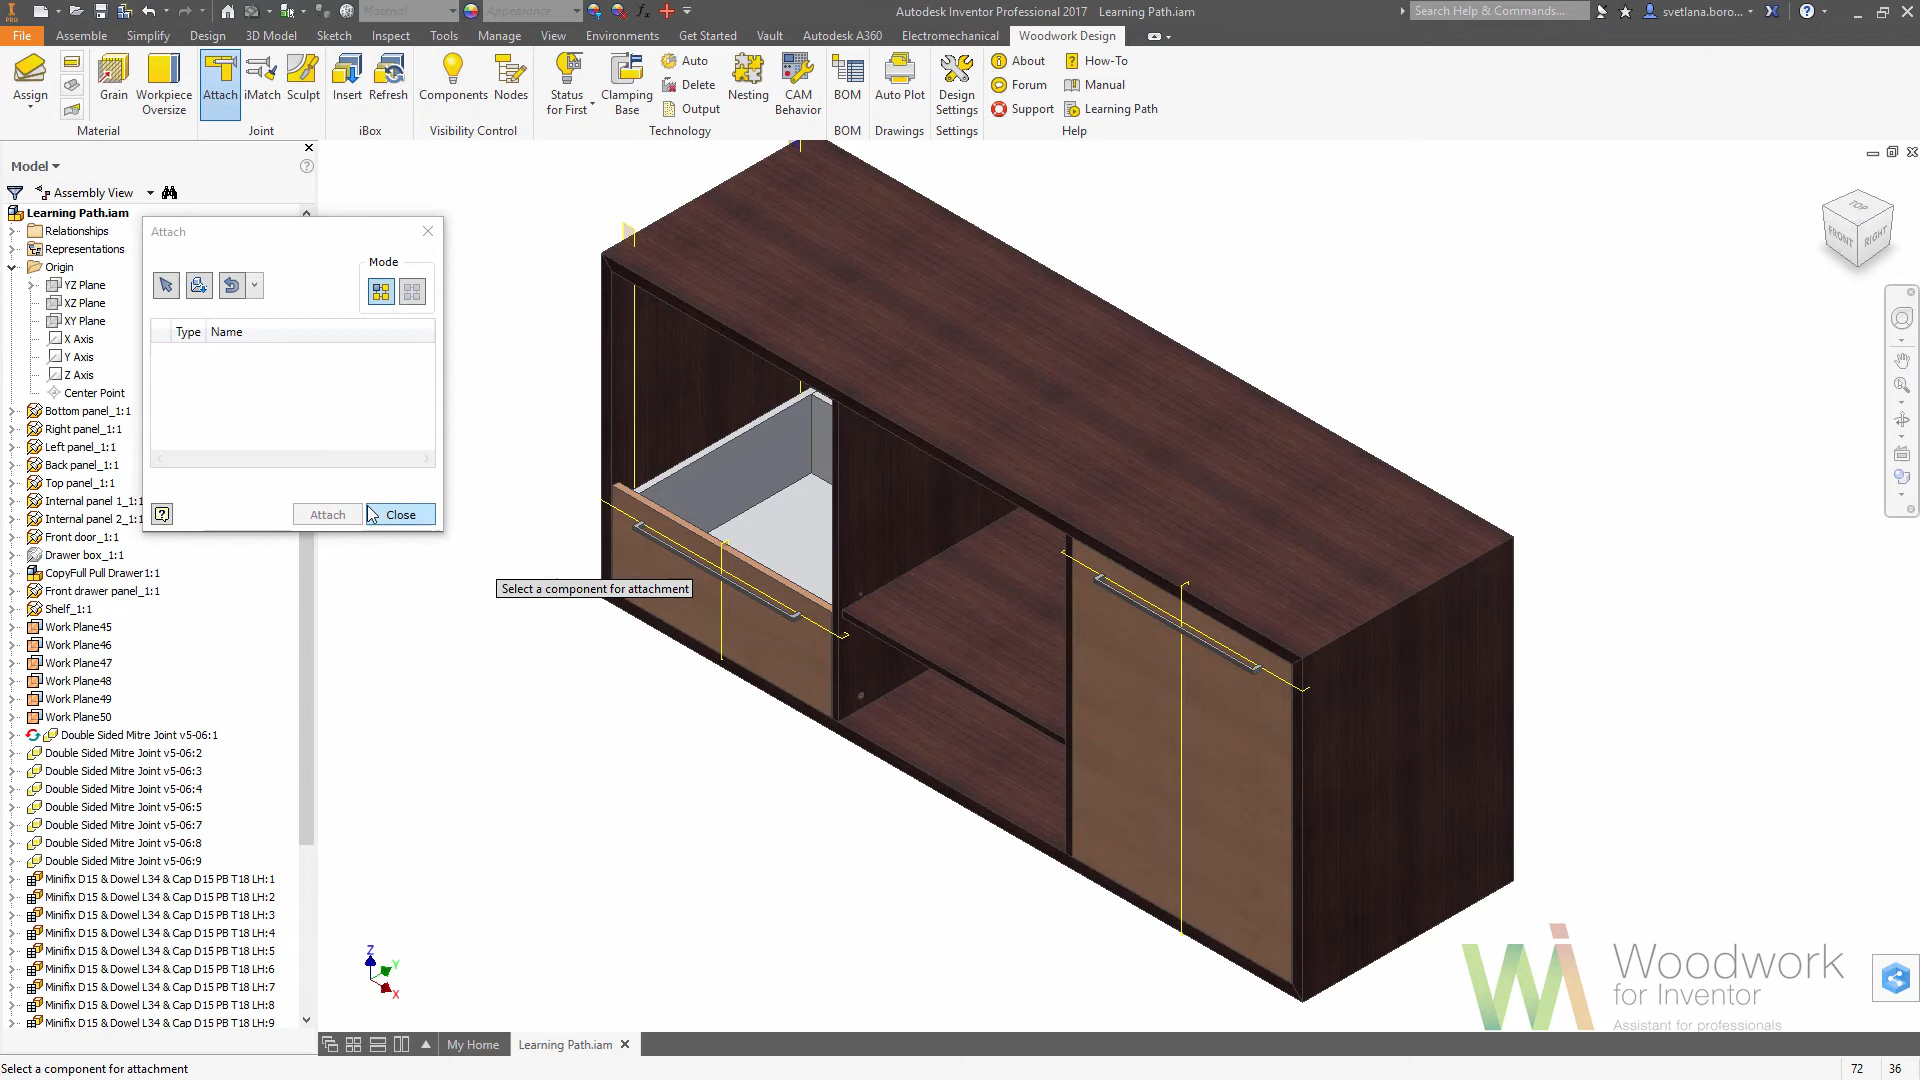 Material
Appearance
Autodesk Inventor Professional 2017 Learning Path.iam
Search Help & Commands...
svetlana.boro...
PRO
File
Assemble
Simplify
Design
3D Model
Sketch
Inspect
Tools
Manage
View
Environments
Get Started
Vault
Autodesk A360
Electromechanical
Woodwork Design
Assign
Grain
Workpiece
Oversize
Attach
iMatch
Sculpt
Insert
Refresh
Components
Nodes
Status
for First
Clamping
Base
Auto
Delete
Output
Nesting
CAM
Behavior
BOM
Auto Plot
Design
Settings
About
Forum
Support
How-To
Manual
Learning Path
Material
Joint
iBox
Visibility Control
Technology
BOM
Drawings
Settings
Help
Model
Assembly View
Learning Path.iam
Relationships
Representations
Origin
YZ Plane
XZ Plane
XY Plane
X Axis
Y Axis
Z Axis
Center Point
Bottom panel_1:1
Right panel_1:1
Left panel_1:1
Back panel_1:1
Top panel_1:1
Internal panel 1_1:1
Internal panel 2_1:1
Front door_1:1
Drawer box_1:1
CopyFull Pull Drawer1:1
Front drawer panel_1:1
Shelf_1:1
Work Plane45
Work Plane46
Work Plane47
Work Plane48
Work Plane49
Work Plane50
Double Sided Mitre Joint v5-06:1
Double Sided Mitre Joint v5-06:2
Double Sided Mitre Joint v5-06:3
Double Sided Mitre Joint v5-06:4
Double Sided Mitre Joint v5-06:5
Double Sided Mitre Joint v5-06:7
Double Sided Mitre Joint v5-06:8
Double Sided Mitre Joint v5-06:9
Minifix D15 & Dowel L34 & Cap D15 PB T18 LH:1
Minifix D15 & Dowel L34 & Cap D15 PB T18 LH:2
Minifix D15 & Dowel L34 & Cap D15 PB T18 LH:3
Minifix D15 & Dowel L34 & Cap D15 PB T18 LH:4
Minifix D15 & Dowel L34 & Cap D15 PB T18 LH:5
Minifix D15 & Dowel L34 & Cap D15 PB T18 LH:6
Minifix D15 & Dowel L34 & Cap D15 PB T18 LH:7
Minifix D15 & Dowel L34 & Cap D15 PB T18 LH:8
Minifix D15 & Dowel L34 & Cap D15 PB T18 LH:9
Attach
Mode
Type Name
Attach
Close
Select a component for attachment
TOP
FRONT
RIGHT
Z
Y
X
Woodwork
for Inventor
Assistant for professionals
My Home
Learning Path.iam
Select a component for attachment
72
36